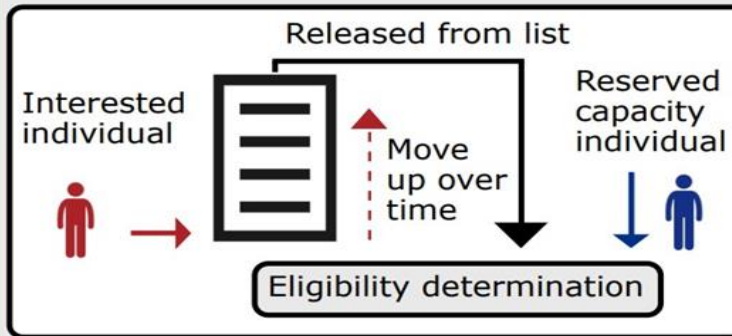 Released from list
Interested
individual
Move
up over
time
Reserved
capacity
individual
Eligibility determination